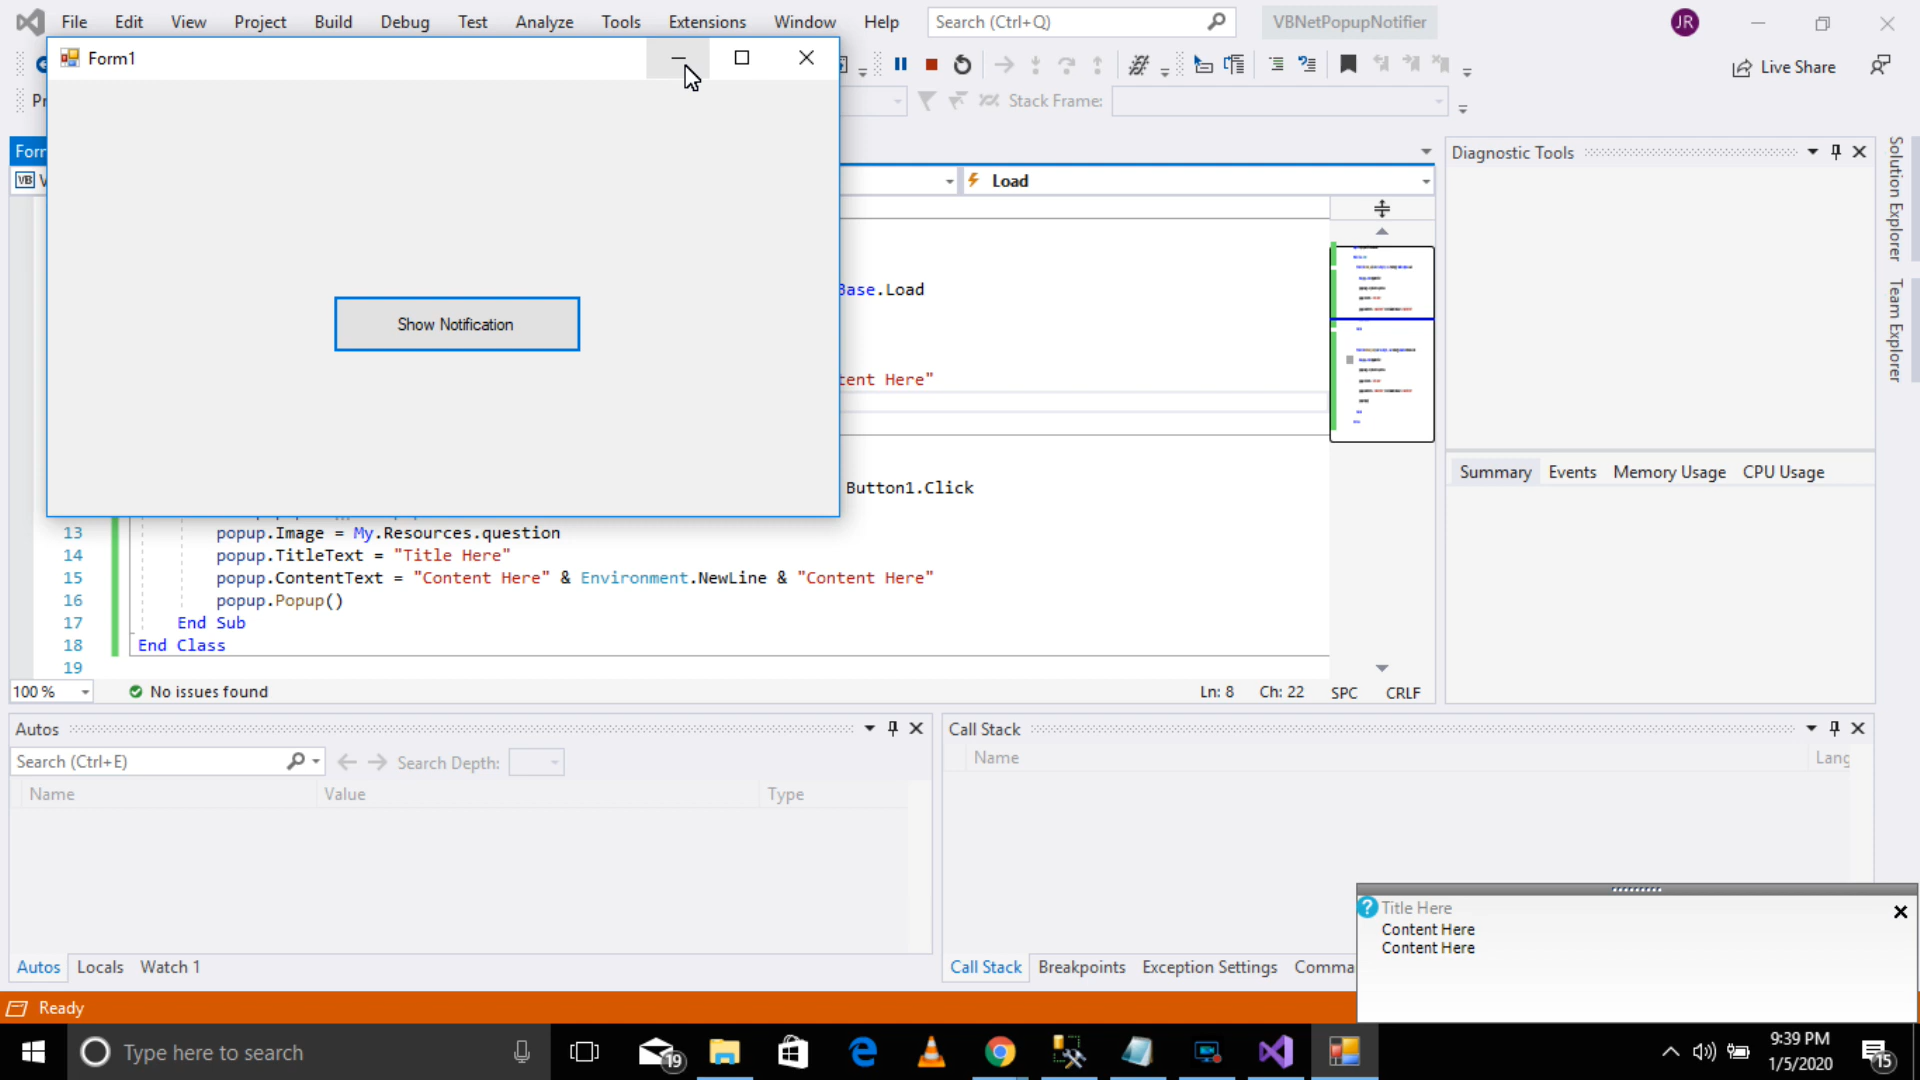 File Edit View Project Build Debug Test Analyze Tools Extensions Window Help Search (Ctrl+Q) VBNetPopupNotifier JR
Form1
Live Share
Stack Frame:
Load
Diagnostic Tools
Solution Explorer
Team Explorer
Base.Load
Show Notification
Content Here"
Button1.Click
Summary Events Memory Usage CPU Usage
13 popup.Image = My.Resources.question
14 popup.TitleText = "Title Here"
15 popup.ContentText = "Content Here" & Environment.NewLine & "Content Here"
16 popup.Popup()
17 End Sub
18 End Class
19
100 % No issues found Ln: 8 Ch: 22 SPC CRLF
Autos
Search (Ctrl+E) Search Depth:
Name Value Type
Autos Locals Watch 1
Call Stack
Name Lang
Call Stack Breakpoints Exception Settings Comma
Title Here
Content Here
Content Here
Ready
Type here to search
19
9:39 PM
1/5/2020
15